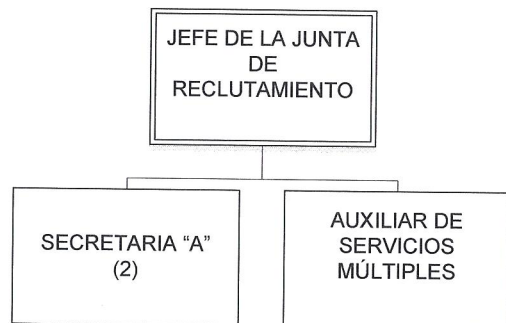 JEFE DE LA JUNTA
DE
RECLUTAMIENTO
SECRETARIA “A”
(2)
AUXILIAR DE
SERVICIOS
MÚLTIPLES